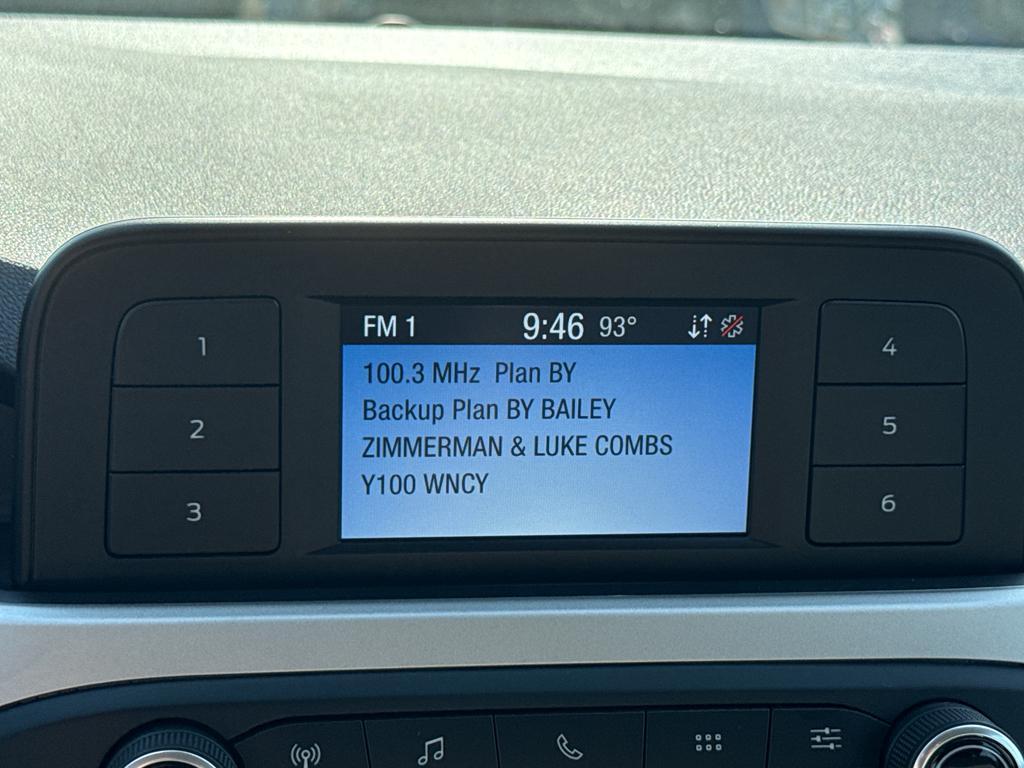 FM 1 9:46 93°
100.3 MHz Plan BY
Backup Plan BY BAILEY
ZIMMERMAN & LUKE COMBS
Y100 WNCY
1
2
3
4
5
6